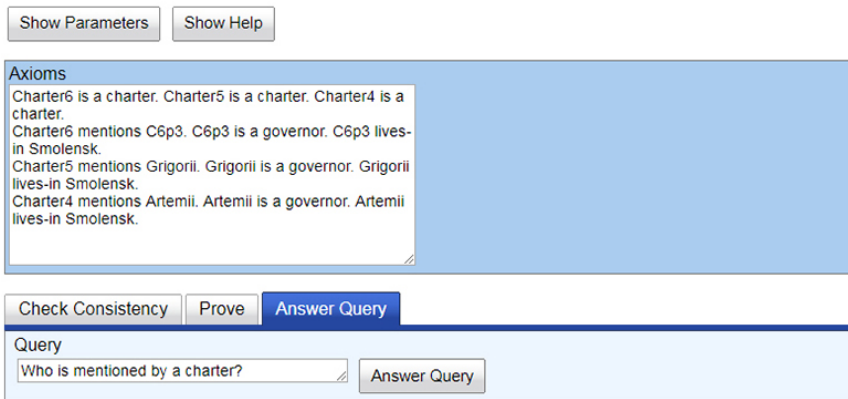 Show Parameters Show Help
Axioms
Charter6 is a charter. Charter5 is a charter. Charter4 is a
charter.
Charter6 mentions C6p3. C6p3 is a governor. C6p3 lives-
in Smolensk.
Charter5 mentions Grigorii. Grigorii is a governor. Grigorii
lives-in Smolensk.
Charter4 mentions Artemii. Artemii is a governor. Artemii
lives-in Smolensk.
Check Consistency Prove Answer Query
Query
Who is mentioned by a charter? Answer Query